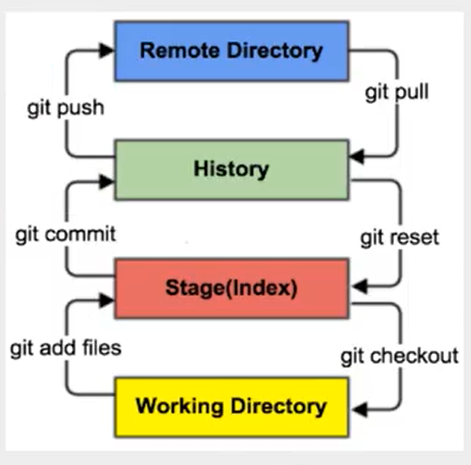 Remote Directory
git push
git pull
History
git commit
git reset
Stage(Index)
git add files
git checkout
Working Directory